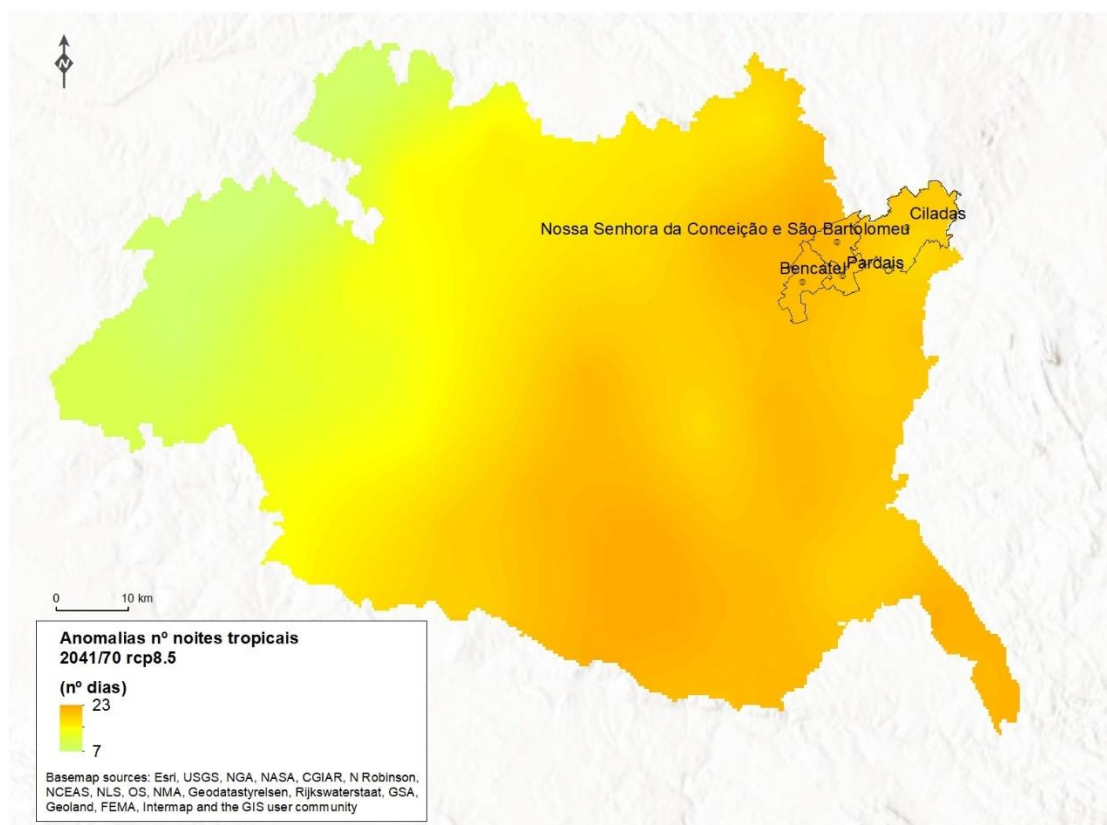 N
Ciladas
Nossa Senhora da Conceição e São Bartolomeu
Pardais
Bencatel
0 10 km
Anomalias nº noites tropicais
2041/70 rcp8.5
(nº dias)
23
7
Basemap sources: Esri, USGS, NGA, NASA, CGIAR, N Robinson,
NCEAS, NLS, OS, NMA, Geodatastyrelsen, Rijkswaterstaat, GSA,
Geoland, FEMA, Intermap and the GIS user community